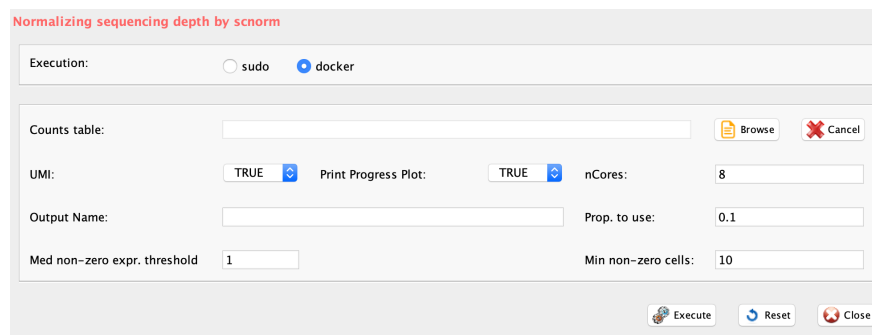 Normalizing sequencing depth by scnorm
Execution: sudo docker
Counts table: Browse Cancel
UMI: TRUE Print Progress Plot: TRUE nCores: 8
Output Name: Prop. to use: 0.1
Med non-zero expr. threshold 1 Min non-zero cells: 10
Execute Reset Close